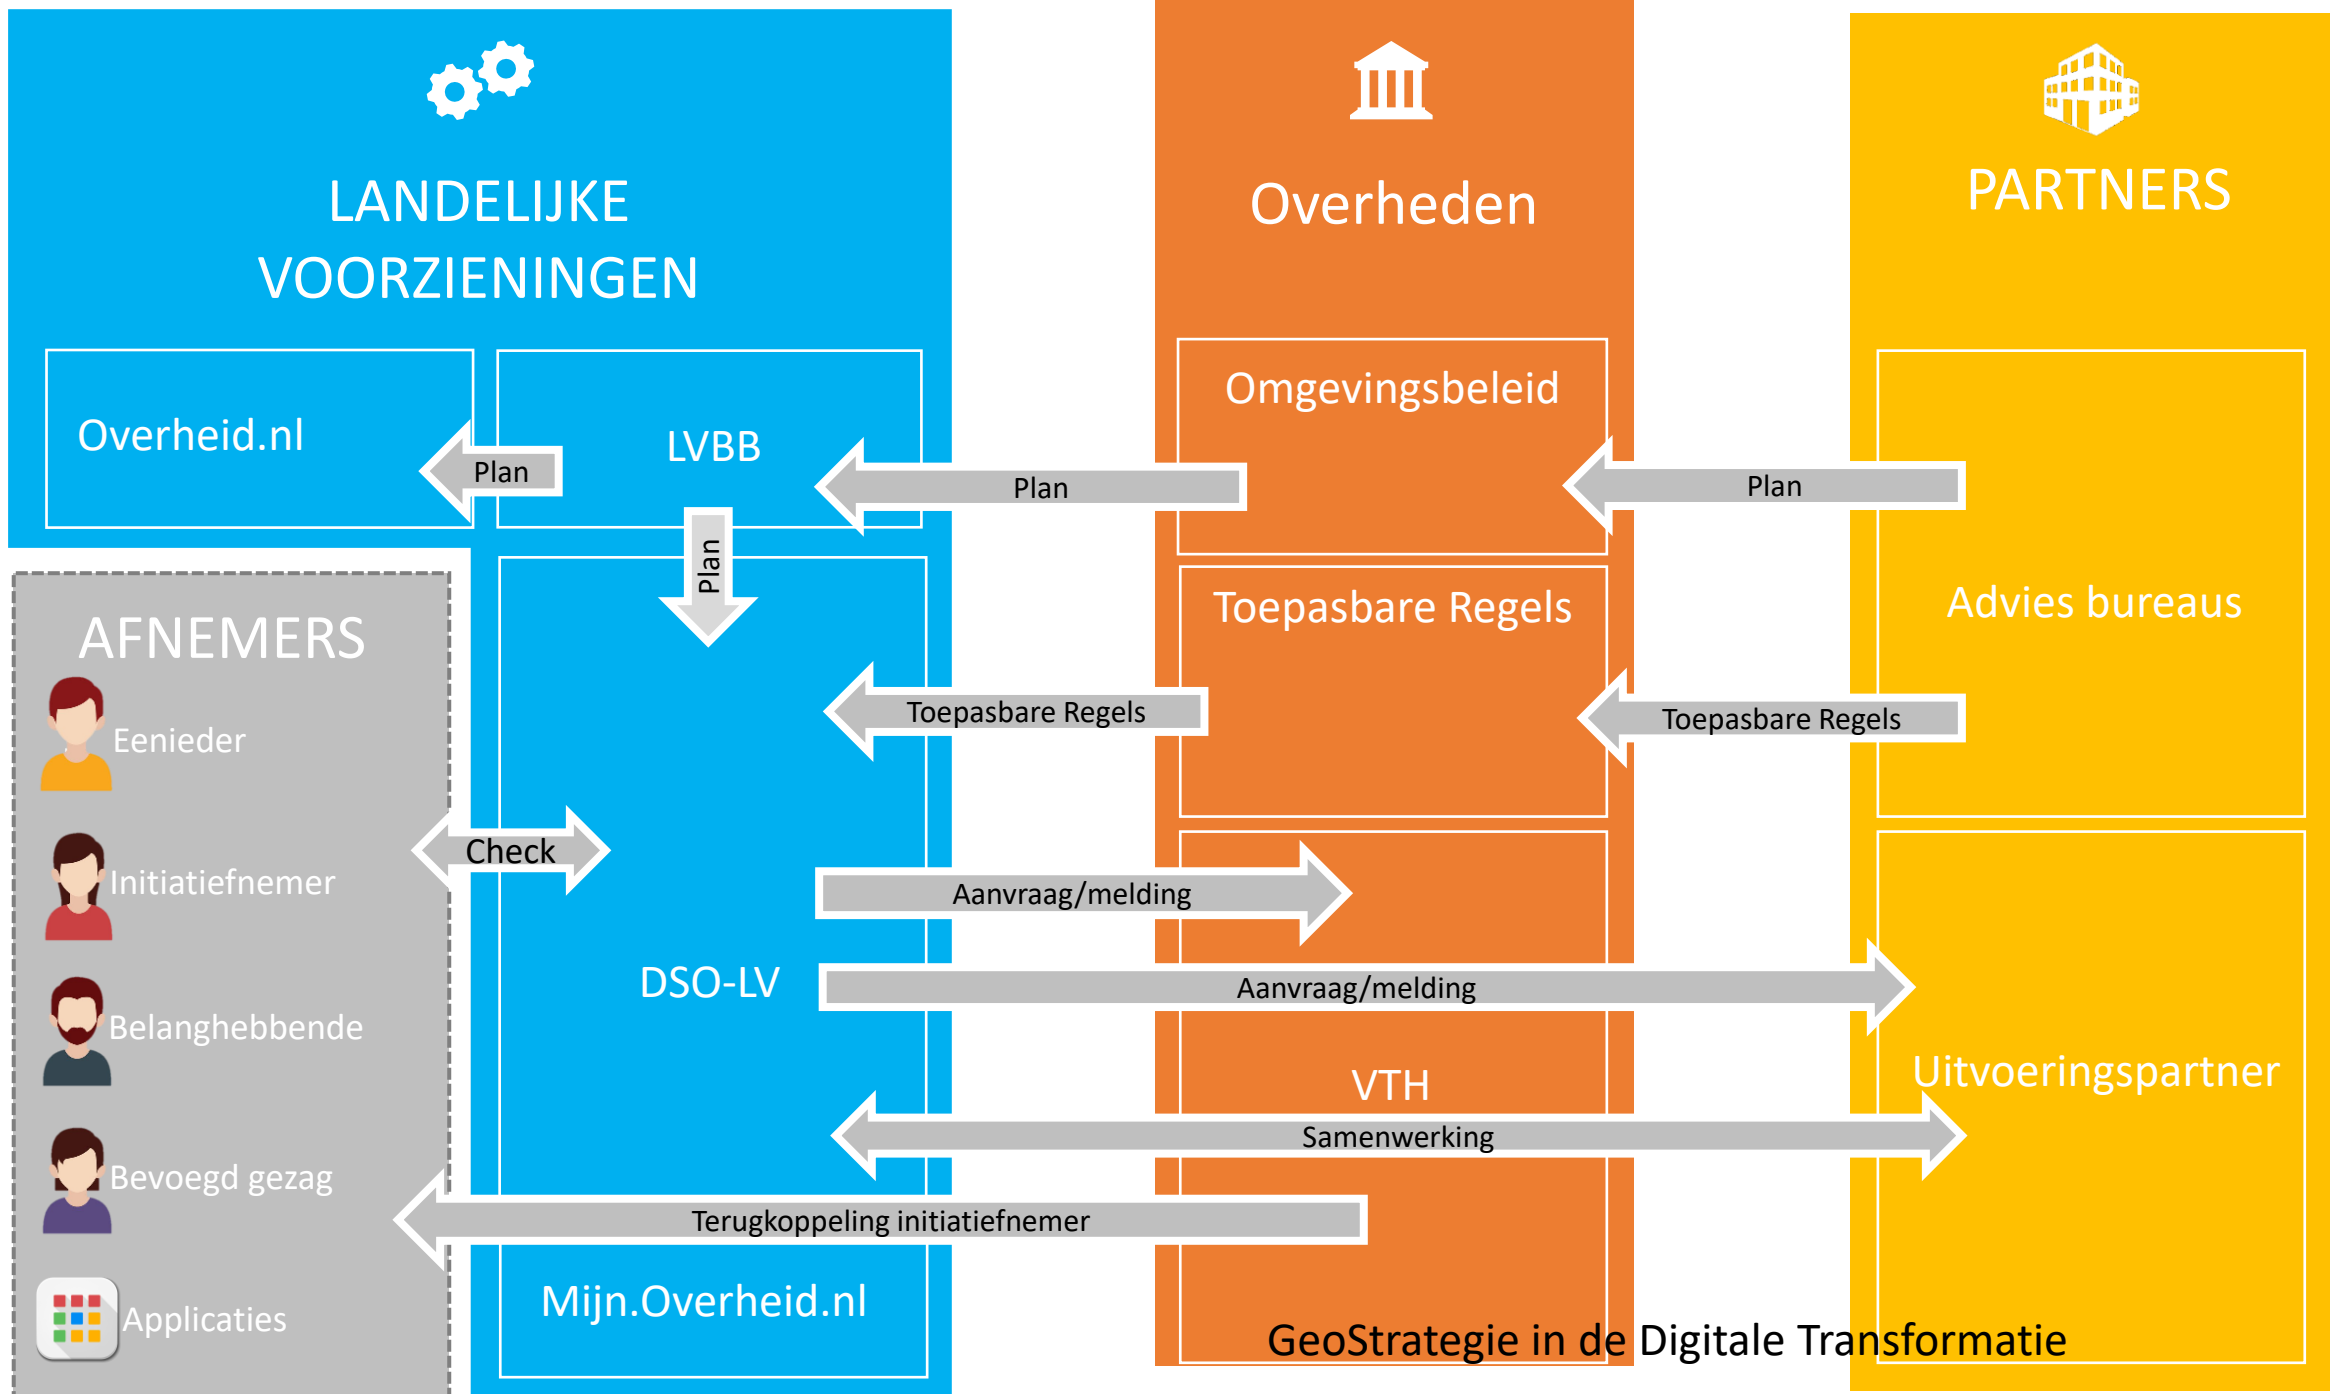 LANDELIJKE
VOORZIENINGEN
Overheid.nl
LVBB
Plan
Plan
AFNEMERS
Eenieder
Initiatiefnemer
Belanghebbende
Bevoegd gezag
Applicaties
Check
DSO-LV
Mijn.Overheid.nl
Overheden
Omgevingsbeleid
Plan
Toepasbare Regels
Toepasbare Regels
Aanvraag/melding
Aanvraag/melding
VTH
Samenwerking
Terugkoppeling initiatiefnemer
PARTNERS
Plan
Advies bureaus
Toepasbare Regels
Uitvoeringspartner
GeoStrategie in de Digitale Transformatie